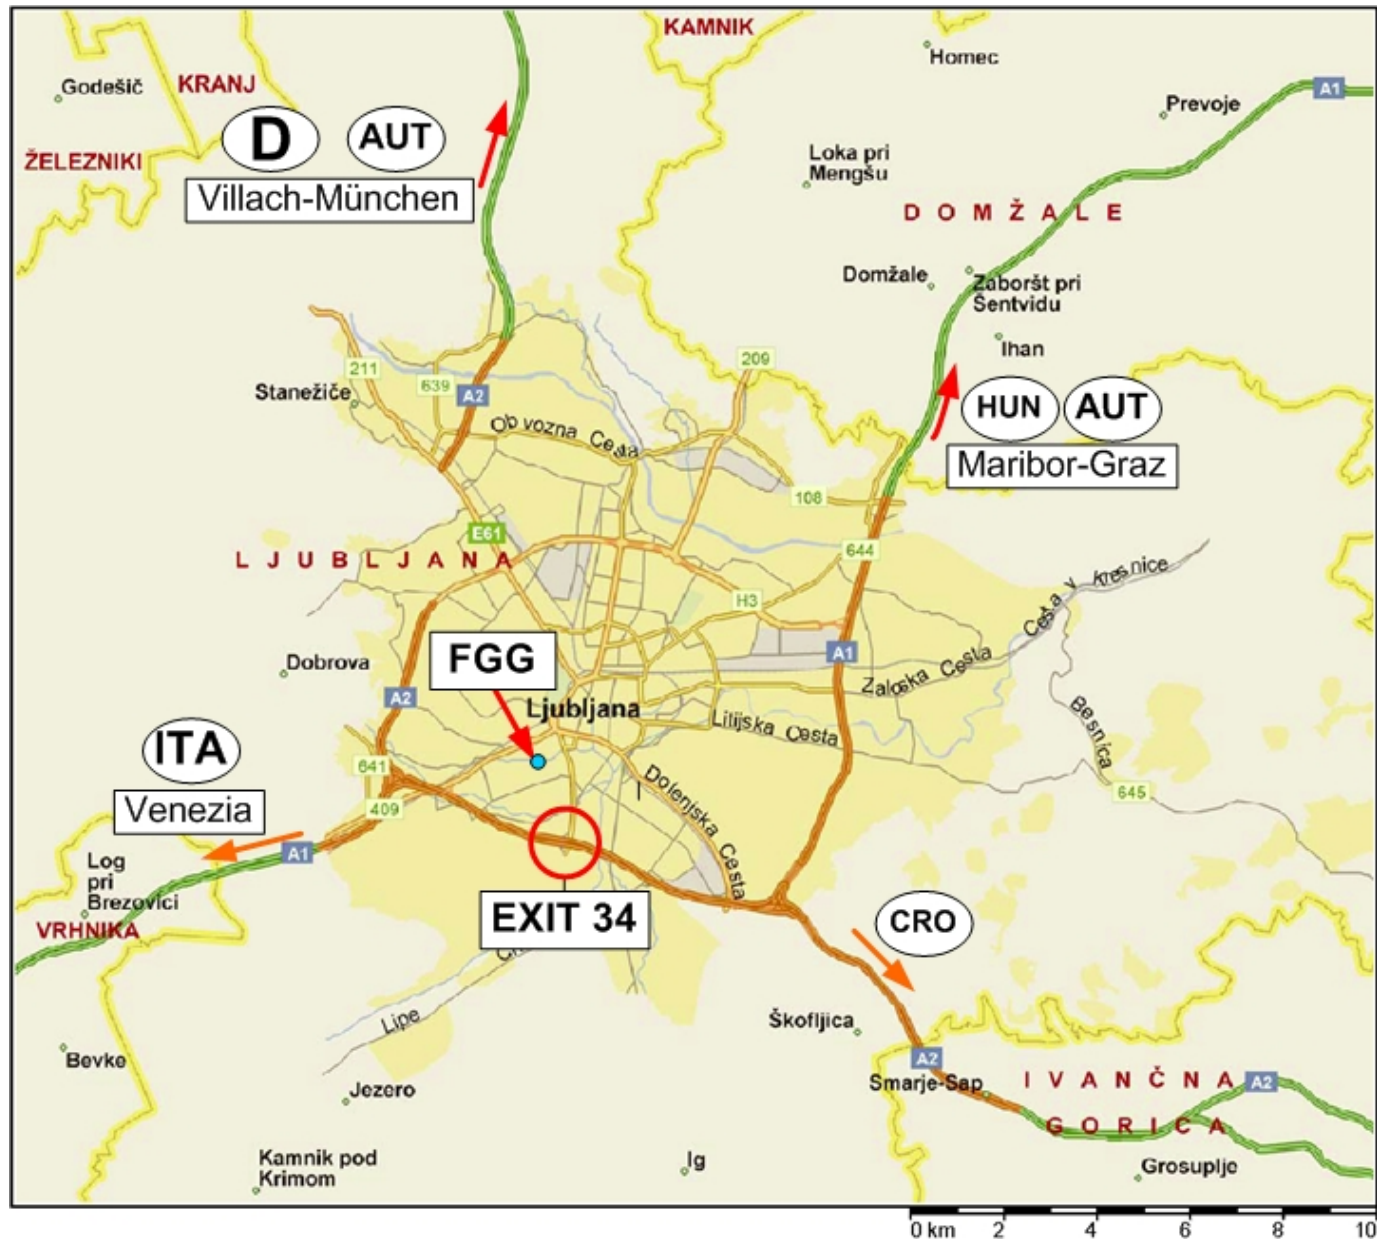 KAMNIK
Homec
Godešič
KRANJ
A1
Prevoje
D
AUT
ŽELEZNIKI
Villach-München
Loka pri
Mengšu
DOMŽALE
Domžale
Zaboršt pri
Šentvidu
Ihan
211
209
639
Stanežiče
A2
HUN
AUT
Obvozna Cesta
Maribor-Graz
108
E61
644
LJUBLJANA
Cesta v Kresnice
H3
FGG
A1
Dobrova
Zaloska Cesta
A2
Ljubljana
Litijska Cesta
Besnica
ITA
641
Dolenjska Cesta
645
Venezia
409
A1
Log
pri
Brezovici
EXIT 34
CRO
VRHNIKA
Lipe
Škofljica
Bevke
A2
Smarje-Sap
IVANČNA
A2
Jezero
GORICA
Kamnik pod
Krimom
Ig
Grosuplje
0 km 2 4 6 8 10